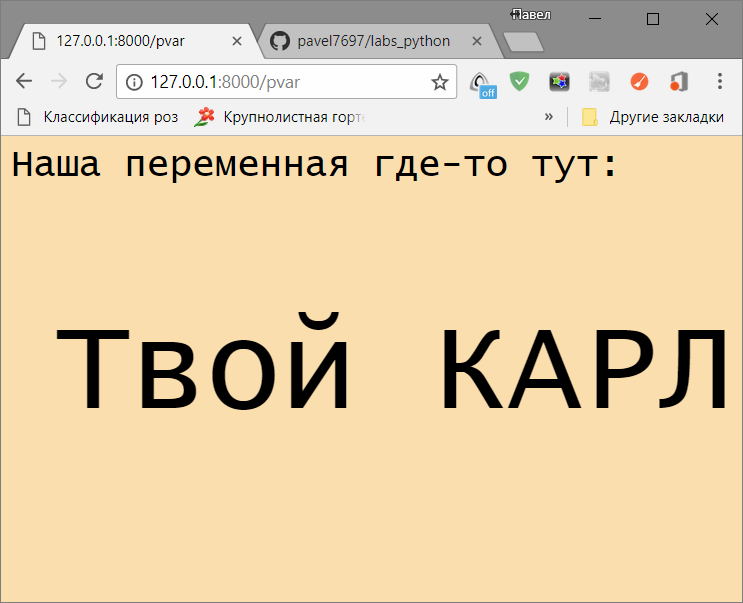 Павел
127.0.0.1:8000/pvar
pavel7697/labs_python
127.0.0.1:8000/pvar
off
Классификация роз
Крупнолистная
» Другие закладки
Наша переменная где-то тут:
Твой КАРЛ